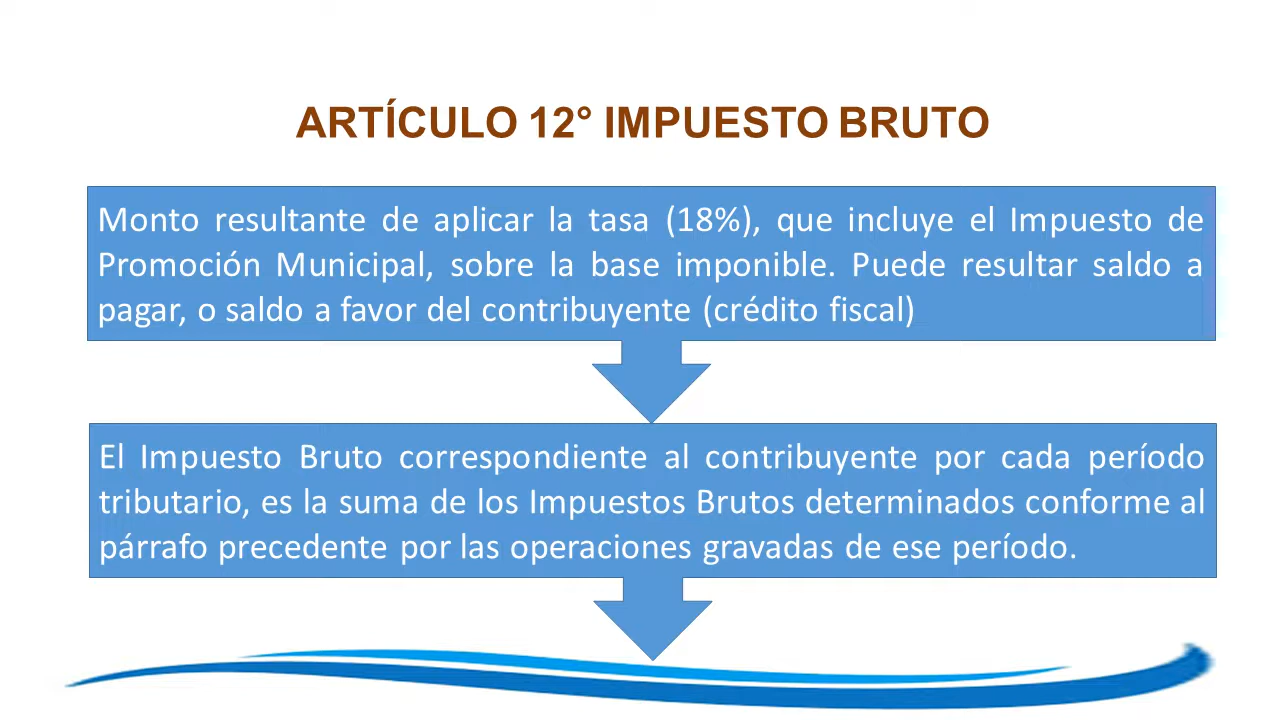 ARTÍCULO 12° IMPUESTO BRUTO
Monto resultante de aplicar la tasa (18%), que incluye el Impuesto de
Promoción Municipal, sobre la base imponible. Puede resultar saldo a
pagar, o saldo a favor del contribuyente (crédito fiscal)
El Impuesto Bruto correspondiente al contribuyente por cada período
tributario, es la suma de los Impuestos Brutos determinados conforme al
párrafo precedente por las operaciones gravadas de ese período.